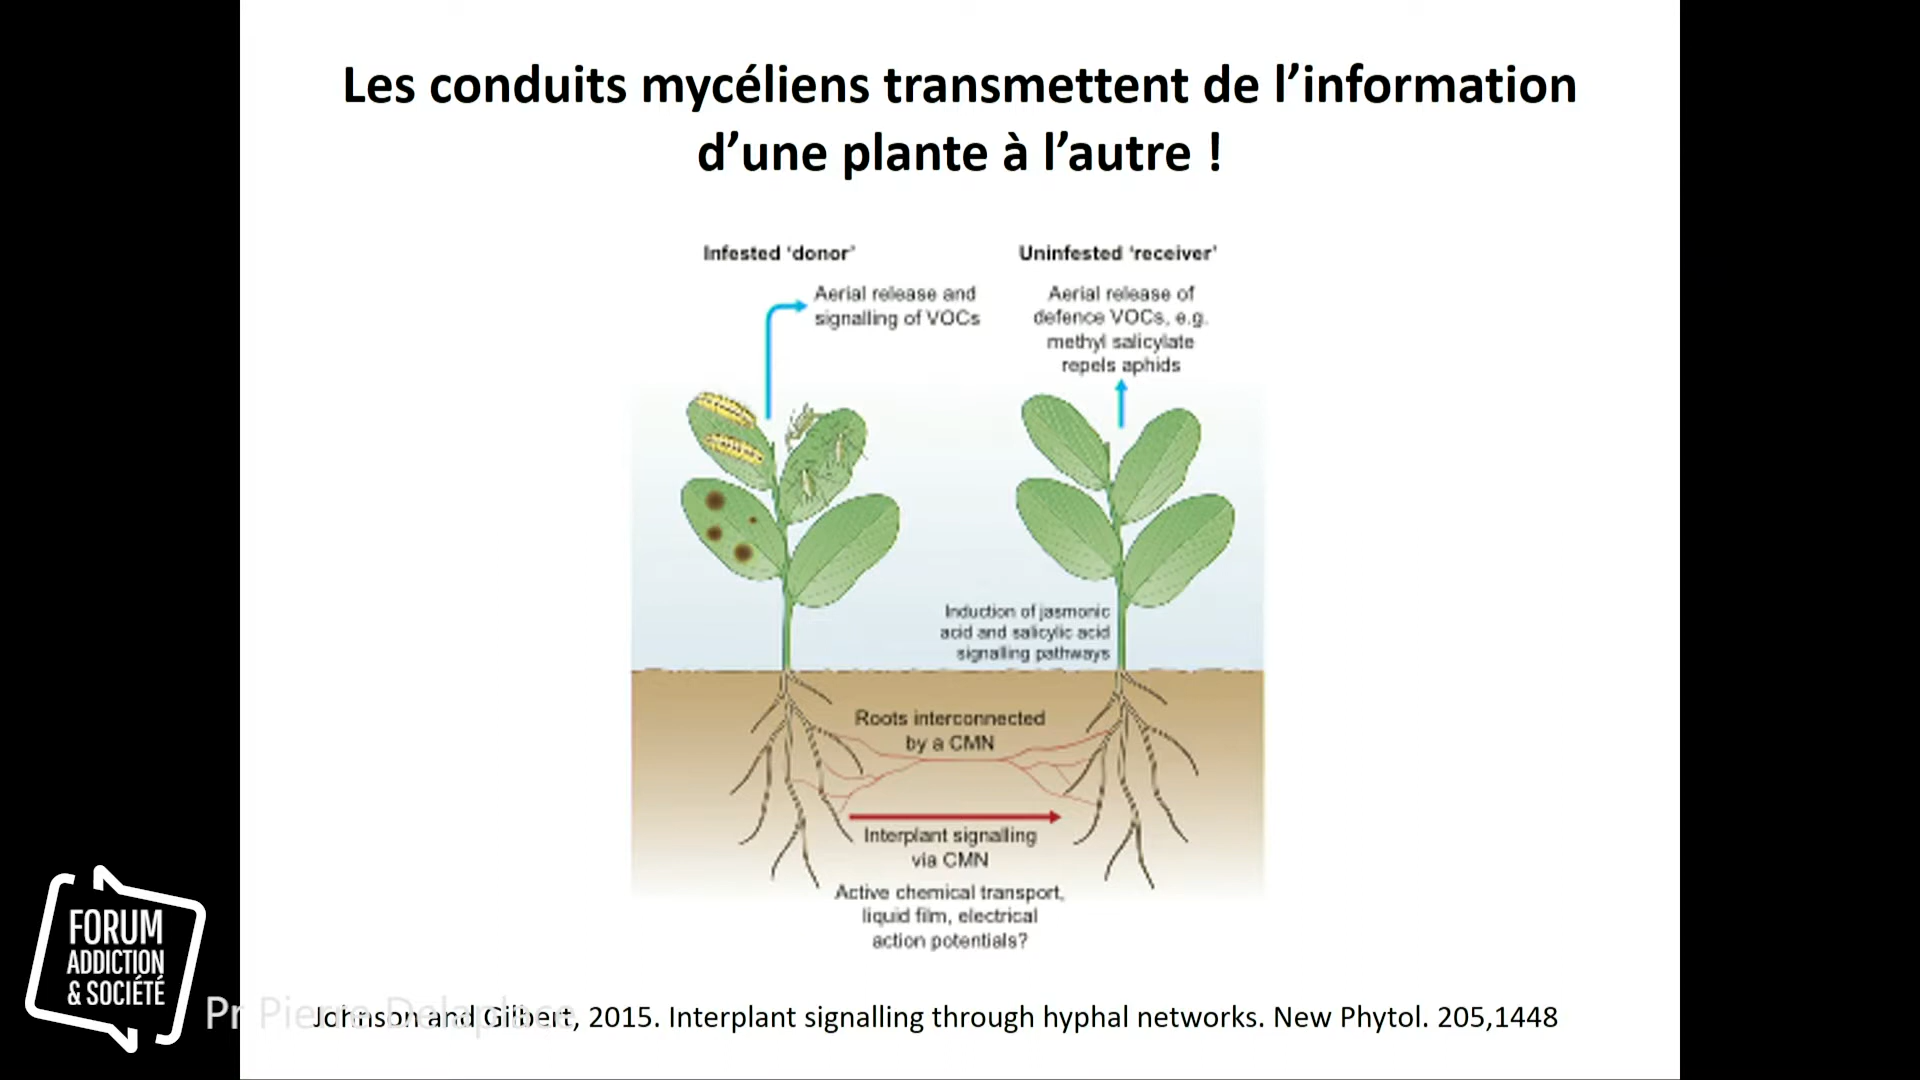 Les conduits mycéliens transmettent de l’information
d’une plante à l’autre !
Infested ‘donor’
Uninfested ‘receiver’
Aerial release and
signalling of VOCs
Aerial release of
defence VOCs, e.g.
methyl salicylate
repels aphids
Induction of jasmonic
acid and salicylic acid
signalling pathways
Roots interconnected
by a CMN
Interplant signalling
via CMN
Active chemical transport,
liquid film, electrical
action potentials?
FORUM
ADDICTION
& SOCIÉTÉ
Pr Pierre Delaplace
Johnson and Gilbert, 2015. Interplant signalling through hyphal networks. New Phytol. 205,1448